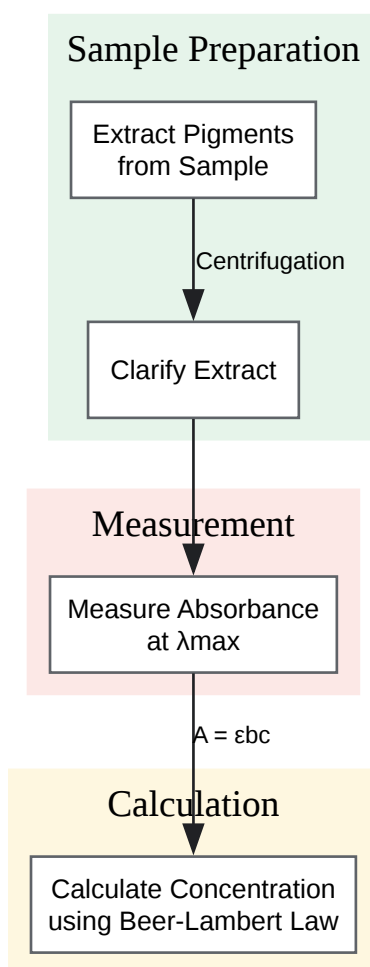 Sample Preparation
Extract Pigments
from Sample
Centrifugation
Clarify Extract
Measurement
Measure Absorbance
at λmax
A = εbc
Calculation
Calculate Concentration
using Beer-Lambert Law